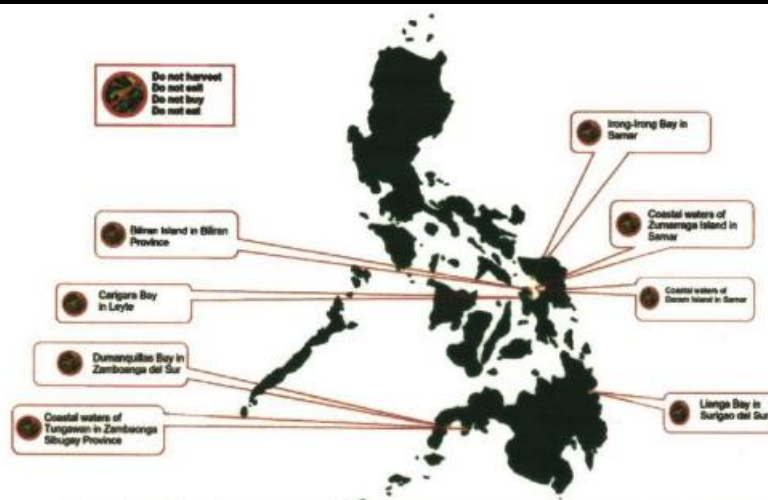 Do not harvest
Do not sell
Do not buy
Do not eat
Irong-Irong Bay in
Samar
Biliran Island in Biliran
Province
Coastal waters of
Zumarraga Island in
Samar
Carigara Bay
in Leyte
Coastal waters of
Daram Island in Samar
Dumanquillas Bay in
Zamboanga del Sur
Lianga Bay in
Surigao del Sur
Coastal waters of
Tungawan in Zamboanga
Sibugay Province